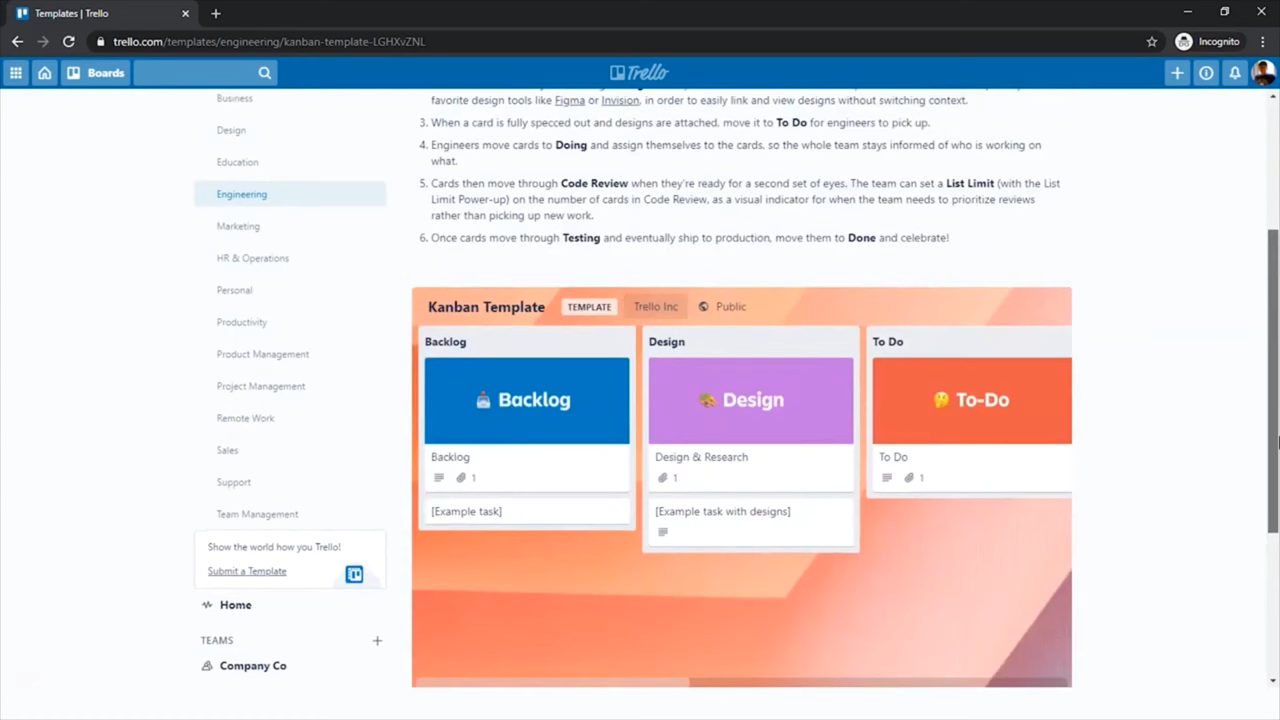 Templates | Trello
trello.com/templates/engineering/kanban-template-LGHXvZNL
Incognito
Boards
Trello
Business
Design
Education
Engineering
Marketing
HR & Operations
Personal
Productivity
Product Management
Project Management
Remote Work
Sales
Support
Team Management
Show the world how you Trello!
Submit a Template
Home
TEAMS
Company Co
favorite design tools like Figma or Invision, in order to easily link and view designs without switching context.
3. When a card is fully specced out and designs are attached, move it to To Do for engineers to pick up.
4. Engineers move cards to Doing and assign themselves to the cards, so the whole team stays informed of who is working on
what.
5. Cards then move through Code Review when they're ready for a second set of eyes. The team can set a List Limit (with the List
Limit Power-up) on the number of cards in Code Review, as a visual indicator for when the team needs to prioritize reviews
rather than picking up new work.
6. Once cards move through Testing and eventually ship to production, move them to Done and celebrate!
Kanban Template TEMPLATE Trello Inc Public
Backlog
Backlog
Backlog
1
[Example task]
Design
Design
Design & Research
1
[Example task with designs]
To Do
To-Do
To Do
1